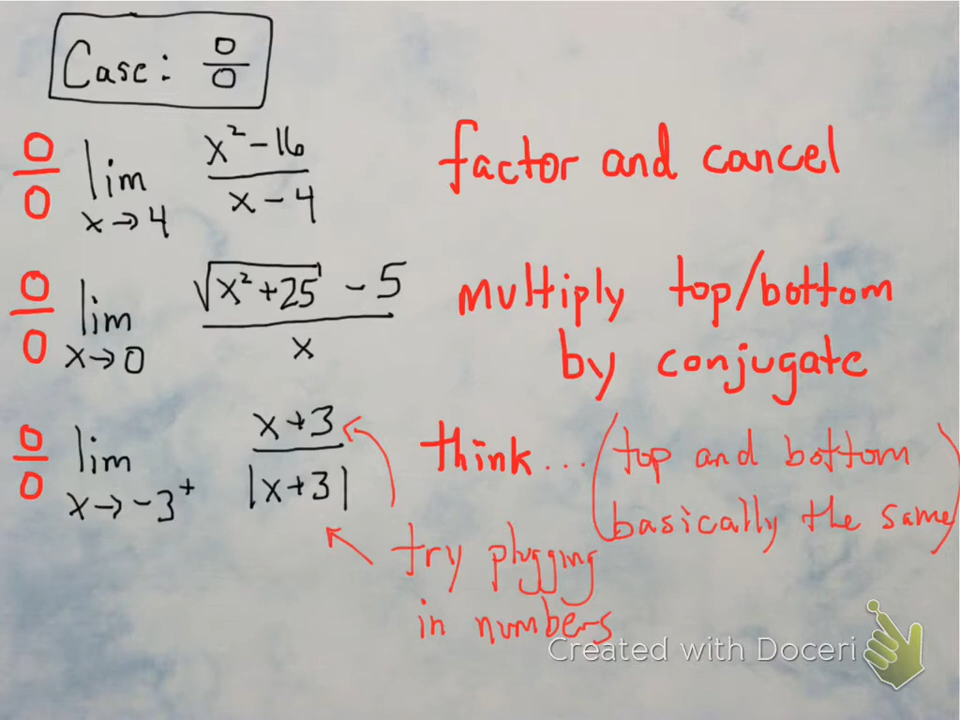 Case: 0/0
0/0 lim x→4 (x² - 16)/(x - 4) factor and cancel
0/0 lim x→0 (√(x² + 25) - 5)/x multiply top/bottom
by conjugate
0/0 lim x→-3⁺ (x + 3)/|x + 3| think... (top and bottom
basically the same)
try plugging
in numbers
Created with Doceri